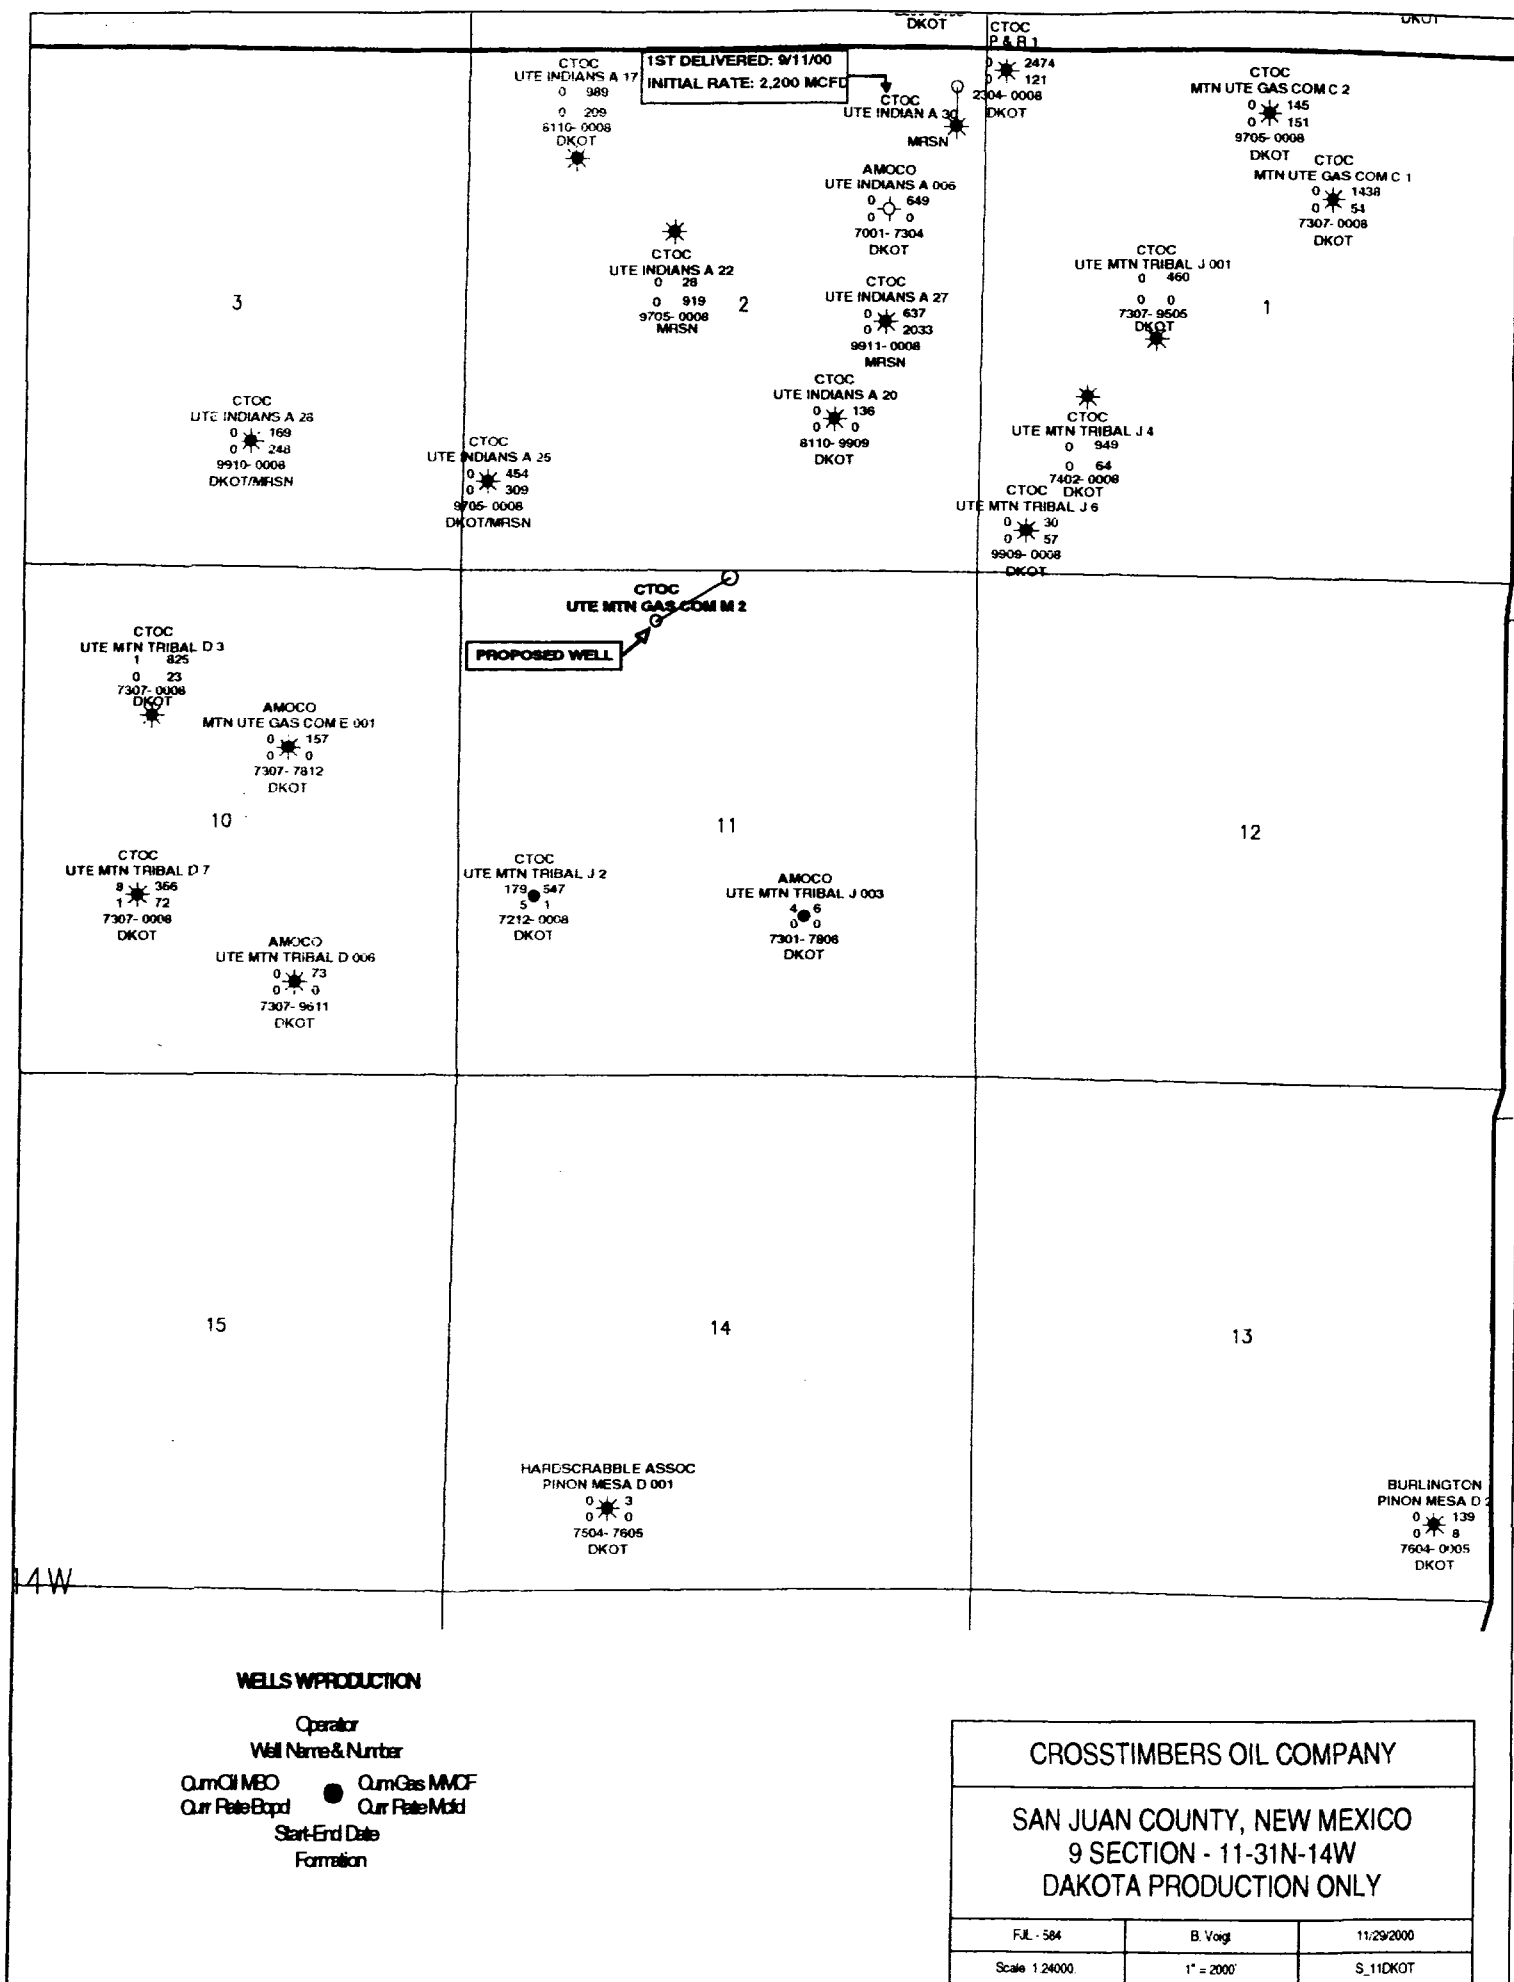 DKOT
DKOT
CTOC
P & R 1
0 2474
0 121
2304-0008
DKOT
CTOC
UTE INDIANS A 17
0 989
0 209
8110-0008
DKOT
1ST DELIVERED: 9/11/00
INITIAL RATE: 2,200 MCFD
CTOC
UTE INDIAN A 30
MRSN
CTOC
MTN UTE GAS COM C 2
0 145
0 151
9705-0008
DKOT
CTOC
MTN UTE GAS COM C 1
0 1438
0 54
7307-0008
DKOT
AMOCO
UTE INDIANS A 006
0 649
0 0
7001-7304
DKOT
CTOC
UTE INDIANS A 22
0 28
0 919
9705-0008
MRSN
CTOC
UTE INDIANS A 27
0 637
0 2033
9911-0008
MRSN
CTOC
UTE MTN TRIBAL J 001
0 460
0 0
7307-9505
DKOT
3
2
1
CTOC
UTE INDIANS A 20
0 136
0 0
8110-9909
DKOT
CTOC
UTE INDIANS A 28
0 169
0 248
9910-0008
DKOT/MRSN
CTOC
UTE INDIANS A 25
0 454
0 309
9705-0008
DKOT/MRSN
CTOC
UTE MTN TRIBAL J 4
0 949
0 64
7402-0008
DKOT
CTOC
UTE MTN TRIBAL J 6
0 30
0 57
9909-0008
DKOT
CTOC
UTE MTN GAS COM M 2
PROPOSED WELL
CTOC
UTE MTN TRIBAL D 3
1 825
0 23
7307-0008
DKOT
AMOCO
MTN UTE GAS COM E 001
0 157
0 0
7307-7812
DKOT
10
11
12
CTOC
UTE MTN TRIBAL D 7
8 366
1 72
7307-0008
DKOT
CTOC
UTE MTN TRIBAL J 2
179 547
5 1
7212-0008
DKOT
AMOCO
UTE MTN TRIBAL J 003
4 6
0 0
7301-7806
DKOT
AMOCO
UTE MTN TRIBAL D 006
0 73
0 0
7307-9611
DKOT
15
14
13
HARDSCRABBLE ASSOC
PINON MESA D 001
0 3
0 0
7504-7605
DKOT
BURLINGTON
PINON MESA D 2
0 139
0 8
7604-0005
DKOT
14W
WELLS W/PRODUCTION
Operator
Well Name & Number
Cum Oil MBO Cum Gas MMCF
Curr Rate Bopd Curr Rate Mcfd
Start-End Date
Formation
CROSSTIMBERS OIL COMPANY
SAN JUAN COUNTY, NEW MEXICO
9 SECTION - 11-31N-14W
DAKOTA PRODUCTION ONLY
FJL - 584 B. Voigt 11/29/2000
Scale 1:24000. 1" = 2000' S_11DKOT